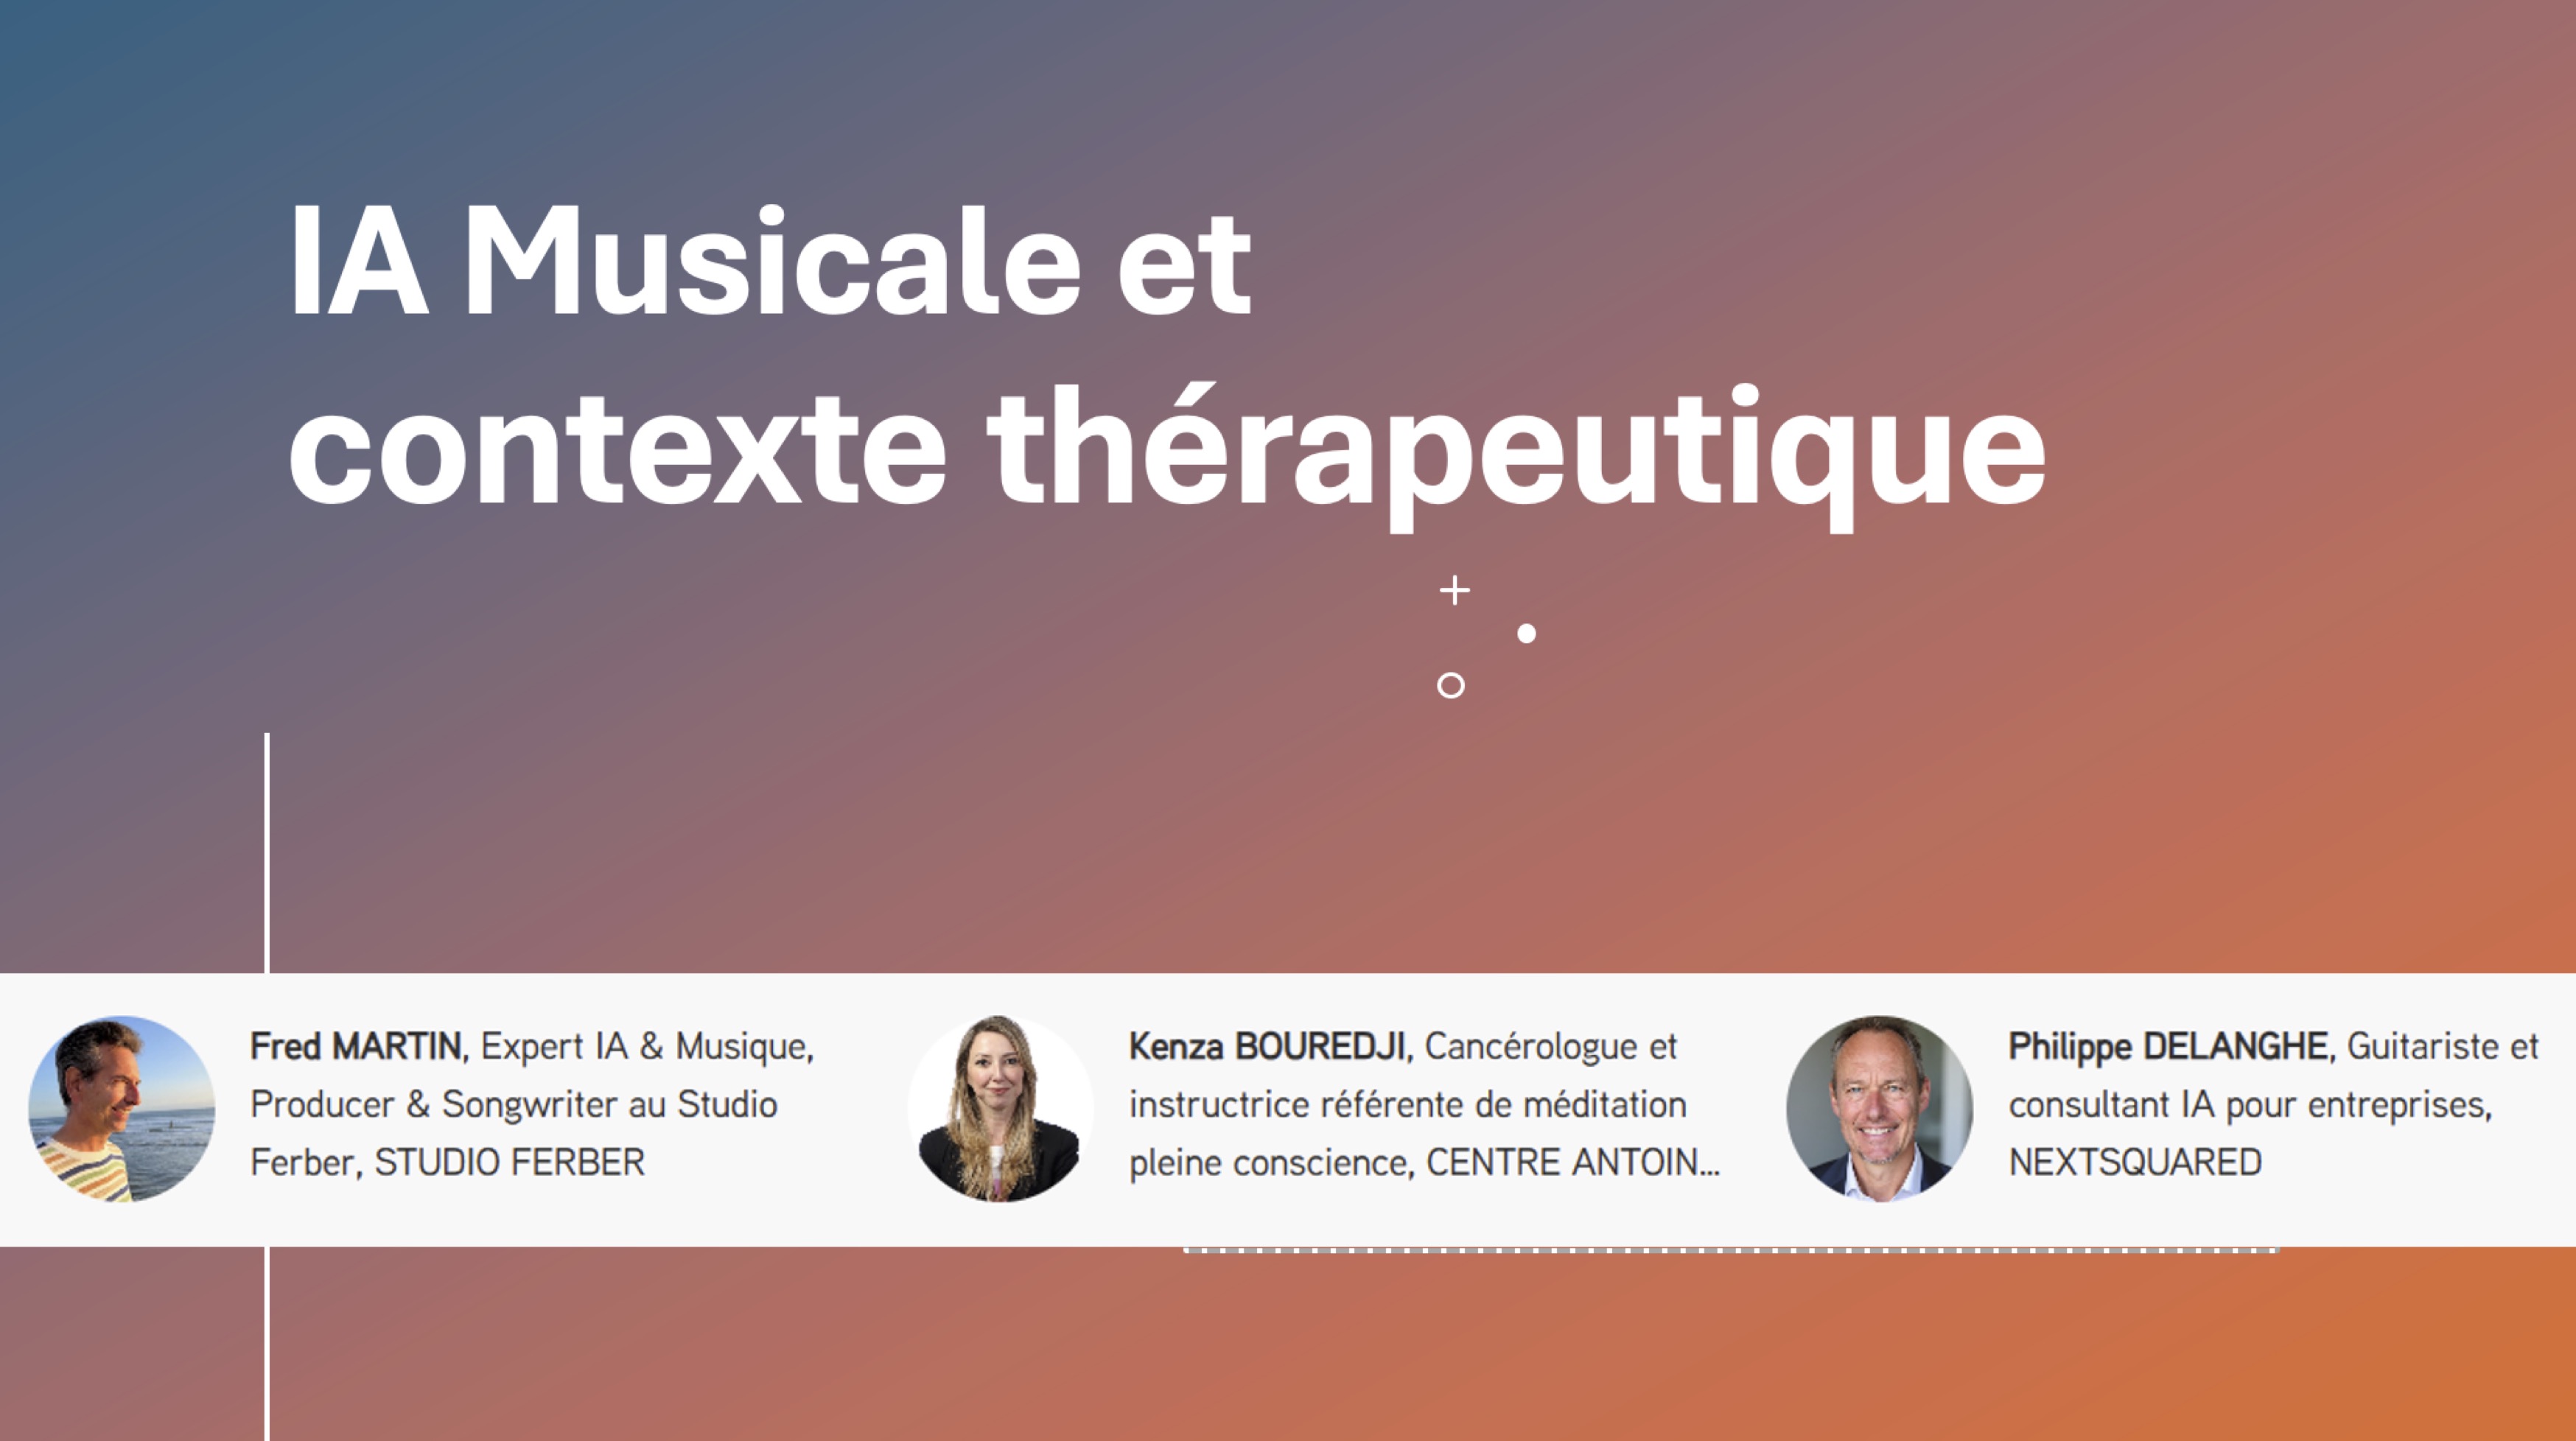 IA Musicale et
contexte thérapeutique
Fred MARTIN, Expert IA & Musique,
Producer & Songwriter au Studio
Ferber, STUDIO FERBER
Kenza BOUREDJI, Cancérologue et
instructrice référente de méditation
pleine conscience, CENTRE ANTOIN...
Philippe DELANGHE, Guitariste et
consultant IA pour entreprises,
NEXTSQUARED